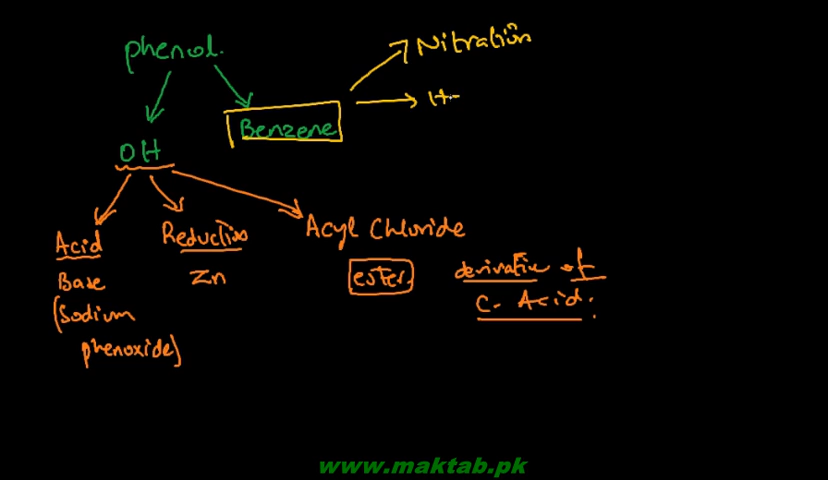 phenol.
Nitration
H-
Benzene
OH
Acid
Reduction
Acyl Chloride
Base
Zn
ester.
derivative of
(Sodium
C- Acid.
phenoxide)
www.maktab.pk